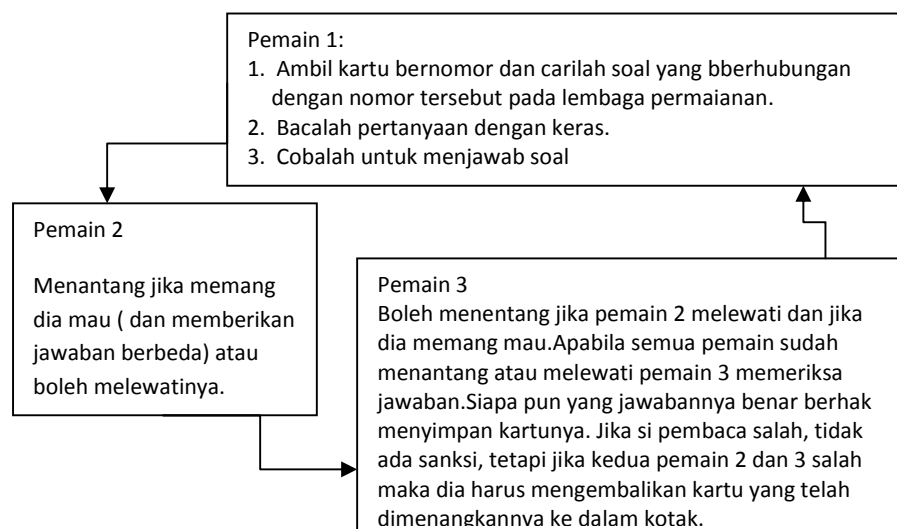 Pemain 1:
1. Ambil kartu bernomor dan carilah soal yang bberhubungan
dengan nomor tersebut pada lembaga permaianan.
2. Bacalah pertanyaan dengan keras.
3. Cobalah untuk menjawab soal
Pemain 2
Menantang jika memang
dia mau ( dan memberikan
jawaban berbeda) atau
boleh melewatinya.
Pemain 3
Boleh menentang jika pemain 2 melewati dan jika
dia memang mau.Apabila semua pemain sudah
menantang atau melewati pemain 3 memeriksa
jawaban.Siapa pun yang jawabannya benar berhak
menyimpan kartunya. Jika si pembaca salah, tidak
ada sanksi, tetapi jika kedua pemain 2 dan 3 salah
maka dia harus mengembalikan kartu yang telah
dimenangkannya ke dalam kotak.